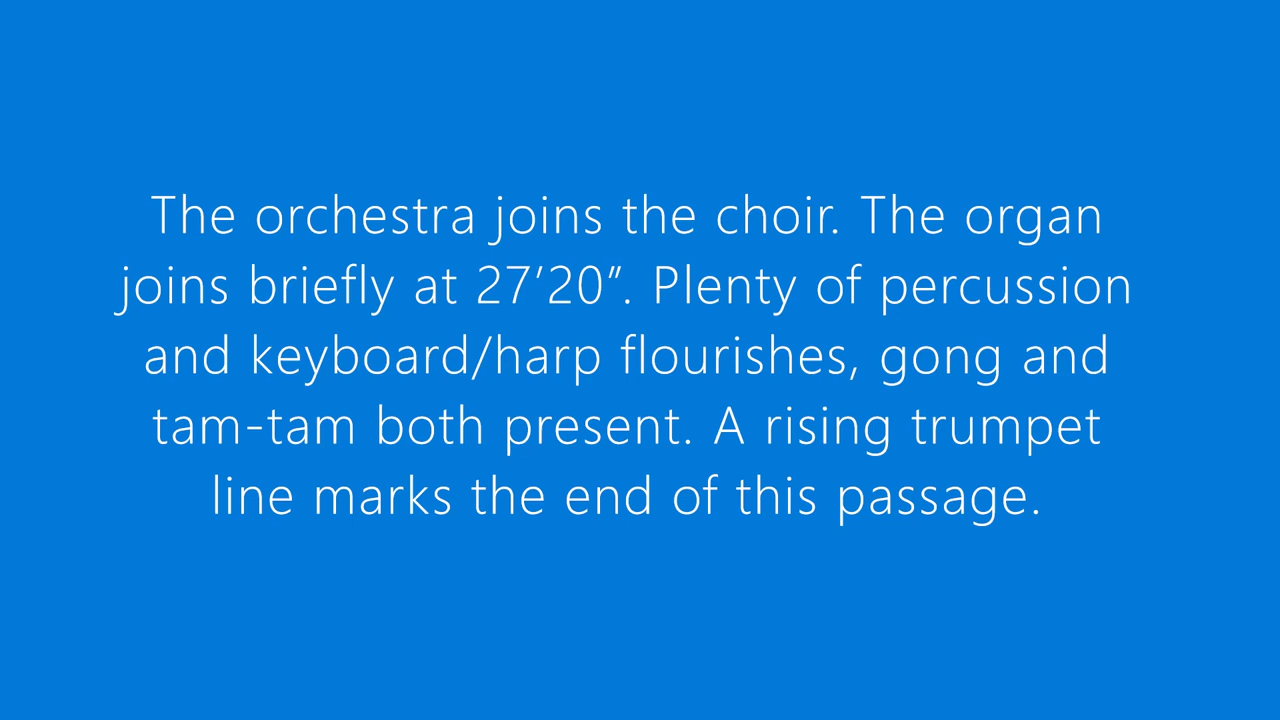 The orchestra joins the choir. The organ
joins briefly at 27’20”. Plenty of percussion
and keyboard/harp flourishes, gong and
tam-tam both present. A rising trumpet
line marks the end of this passage.